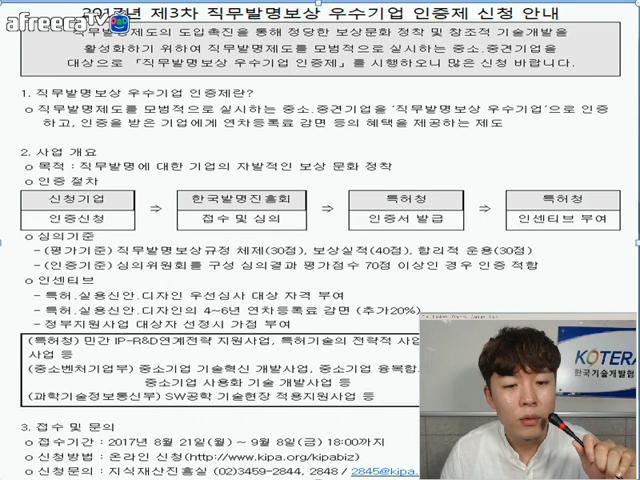 afreecaTV
2017년 제3차 직무발명보상 우수기업 인증제 신청 안내
직무발명제도의 도입촉진을 통해 정당한 보상문화 정착 및 창조적 기술개발을
활성화하기 위하여 직무발명제도를 모범적으로 실시하는 중소.중견기업을
대상으로 「직무발명보상 우수기업 인증제」를 시행하오니 많은 신청 바랍니다.
1. 직무발명보상 우수기업 인증제란?
o 직무발명제도를 모범적으로 실시하는 중소.중견기업을 '직무발명보상 우수기업'으로 인증
하고, 인증을 받은 기업에게 연차등록료 감면 등의 혜택을 제공하는 제도
2. 사업 개요
o 목적 : 직무발명에 대한 기업의 자발적인 보상 문화 정착
o 인증 절차
신청기업 한국발명진흥회 특허청 특허청
인증신청 ⇨ 접수 및 심의 ⇨ 인증서 발급 ⇨ 인센티브 부여
o 심의기준
- (평가기준) 직무발명보상규정 체제(30점), 보상실적(40점), 합리적 운용(30점)
- (인증기준) 심의위원회를 구성 심의결과 평가점수 70점 이상인 경우 인증 적합
o 인센티브
- 특허.실용신안.디자인 우선심사 대상 자격 부여
- 특허.실용신안.디자인의 4~6년 연차등록료 감면 (추가20%)
- 정부지원사업 대상자 선정시 가점 부여
(특허청) 민간 IP-R&D연계전략 지원사업, 특허기술의 전략적 사업
사업 등
(중소벤처기업부) 중소기업 기술혁신 개발사업, 중소기업 융복합
중소기업 사용화 기술 개발사업 등
(과학기술정보통신부) SW공학 기술현장 적용지원사업 등
KOTERA
한국기술개발협
3. 접수 및 문의
o 접수기간 : 2017년 8월 21일(월) ~ 9월 8일(금) 18:00까지
o 신청방법 : 온라인 신청(http://www.kipa.org/kipabiz)
o 신청문의 : 지식재산진흥실 (02)3459-2844, 2848 / 2845@kipa.